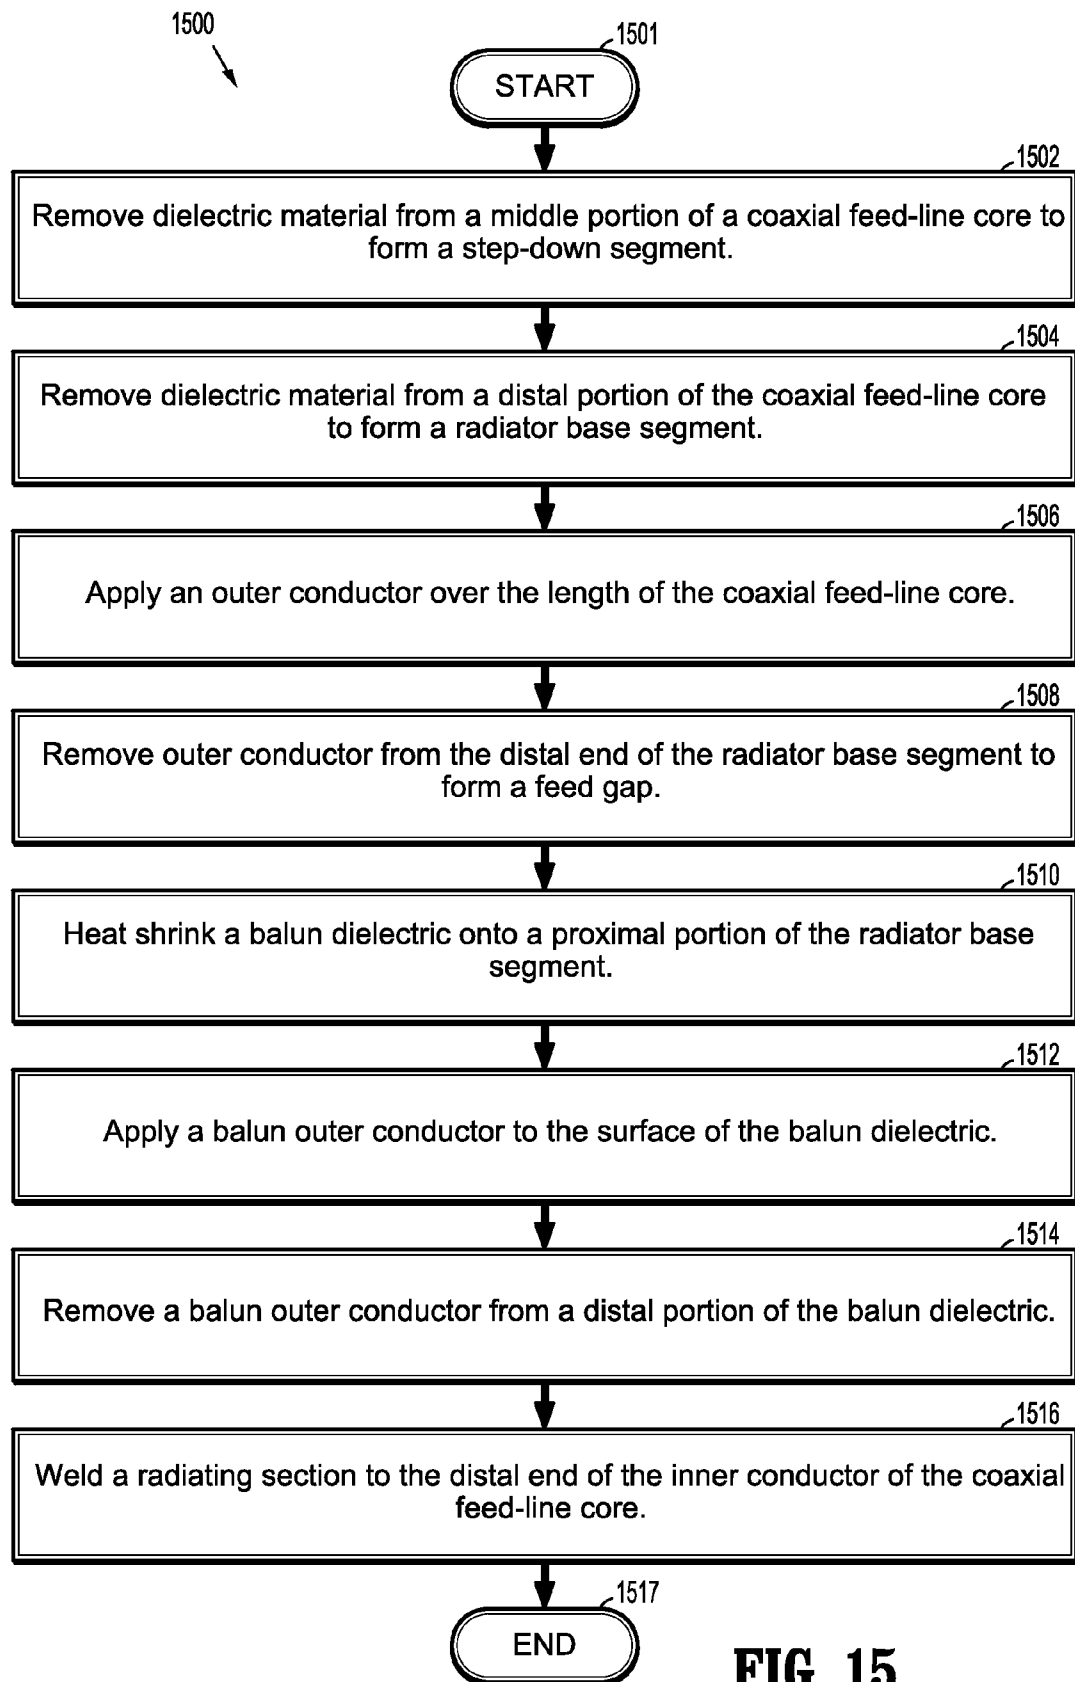 1500
1501
START
1502
Remove dielectric material from a middle portion of a coaxial feed-line core to
form a step-down segment.
1504
Remove dielectric material from a distal portion of the coaxial feed-line core
to form a radiator base segment.
1506
Apply an outer conductor over the length of the coaxial feed-line core.
1508
Remove outer conductor from the distal end of the radiator base segment to
form a feed gap.
1510
Heat shrink a balun dielectric onto a proximal portion of the radiator base
segment.
1512
Apply a balun outer conductor to the surface of the balun dielectric.
1514
Remove a balun outer conductor from a distal portion of the balun dielectric.
1516
Weld a radiating section to the distal end of the inner conductor of the coaxial
feed-line core.
1517
END
FIG. 15